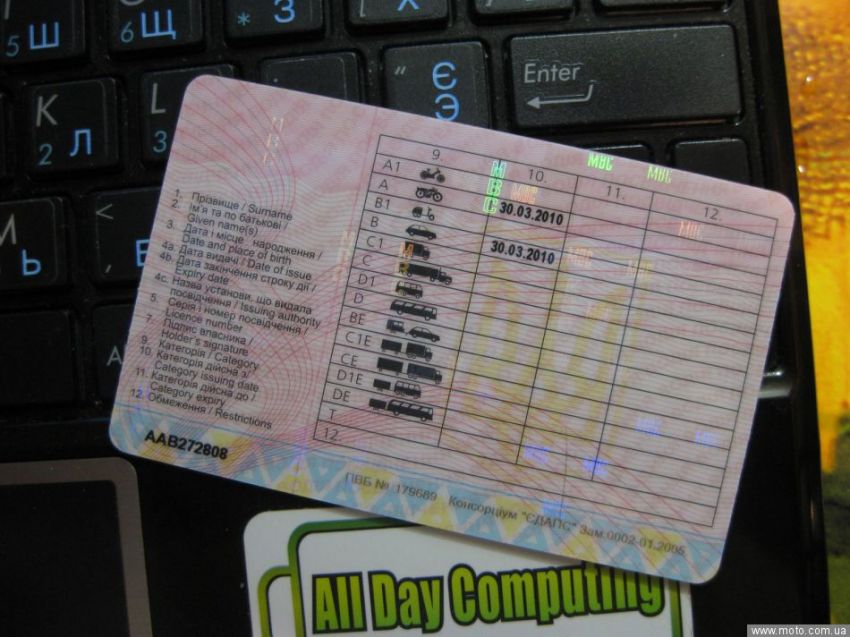 5 Ш
6 Щ
* З
Х
К
2 Л
L
3
"
Є
Э
Enter
<
Ь
А
1. Прізвище / Surname
2. Ім'я та по батькові /
Given name(s)
3. Дата і місце народження /
Date and place of birth
4a. Дата видачі / Date of issue
4b. Дата закінчення строку дії /
Expiry date
4c. Назва установи, що видала
посвідчення / Issuing authority
5. Серія і номер посвідчення /
Licence number
7. Підпис власника /
Holder's signature
9. Категорія / Category
10. Категорія дійсна з/
Category issuing date
11. Категорія дійсна до /
Category expiry
12. Обмеження / Restrictions
ААВ272808
9. 10. 11. 12.
A1
A 30.03.2010
B1
B 30.03.2010
C1
C
D1
D
BE
C1E
CE
D1E
DE
T
12.
МВС
МВС
МВС
МВС
ПВБ № 179689 Консорціум "ЄДАПС" Зам.0002-01.2005
All Day Computing
www.moto.com.ua